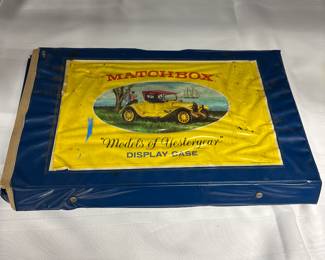 MATCHBOX
"Models of Yesteryear"
DISPLAY CASE